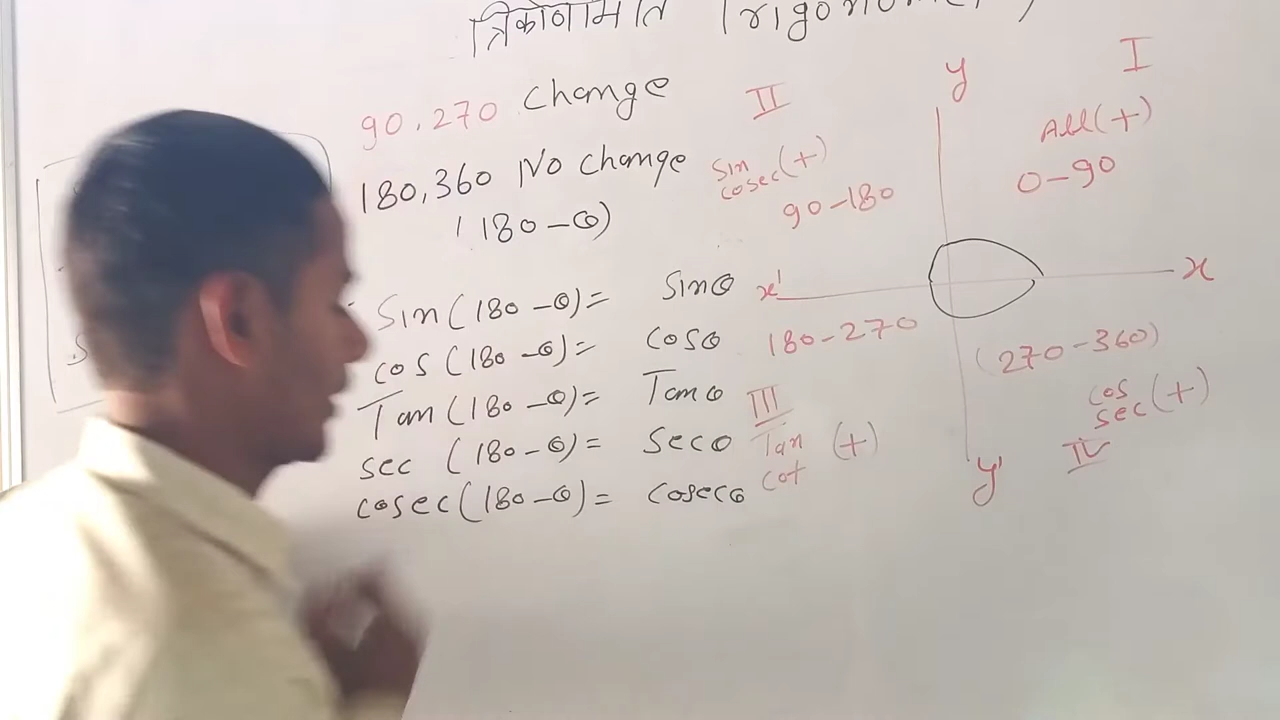 त्रिकोणमिति Trigonome
90, 270 Change
180, 360 No change
(180-θ)
Sin(180-θ)= Sinθ
cos(180-θ)= cosθ
Tan(180-θ)= Tanθ
sec (180-θ)= secθ
cosec(180-θ)= cosecθ
II
Sin
cosec(+)
90-180
y
I
All(+)
0-90
x'
x
180-270
III
Tan (+)
cot
(270-360)
cos
sec(+)
IV
y'